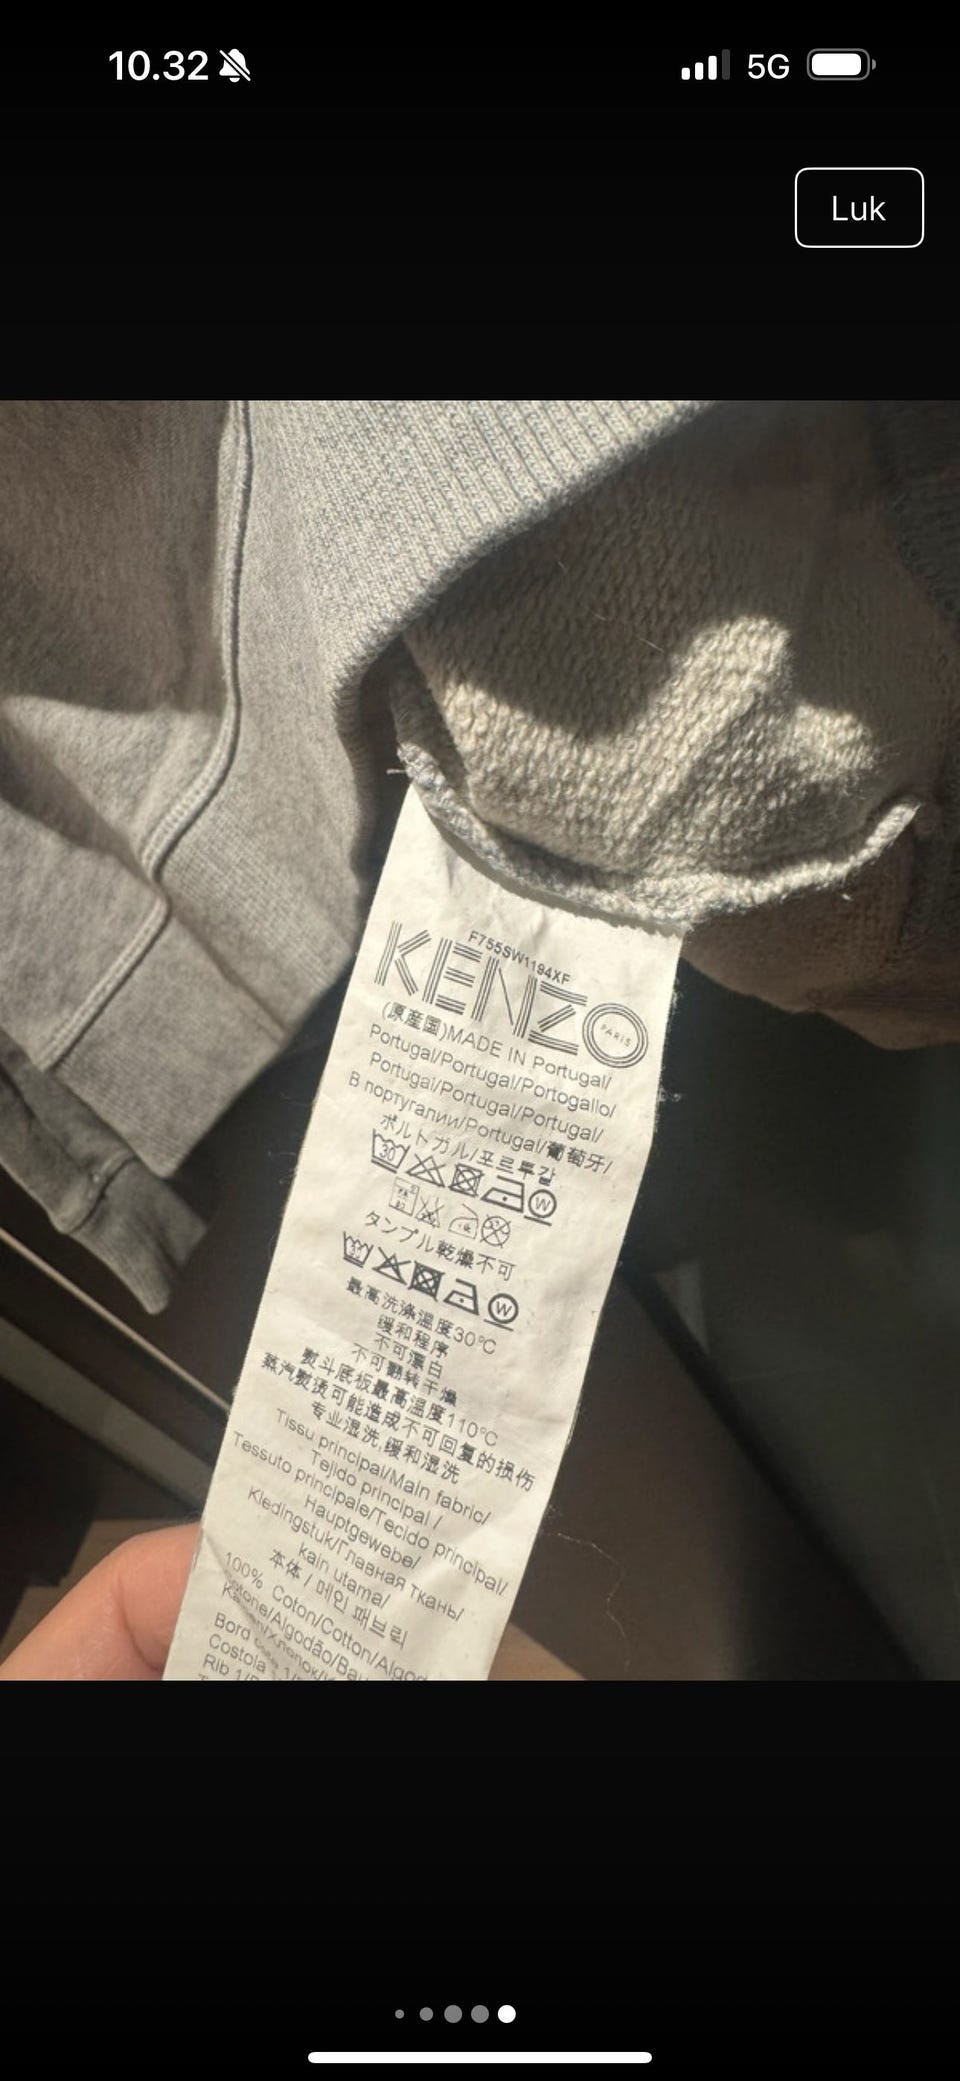 10.32
5G
Luk
F755SW1194XF
KENZO
PARIS
(原産国)MADE IN Portugal/
Portugal/Portugal/Portogallo/
Portugal/Portugal/Portugal/
В португалии/Portugal/葡萄牙/
ポルトガル/포르투갈
30
W
タンブル乾燥不可
W
最高洗涤温度30°C
缓和程序
不可漂白
不可翻转干燥
熨斗底板最高温度110°C
蒸汽熨烫可能造成不可回复的损伤
专业湿洗,缓和湿洗
Tissu principal/Main fabric/
Tejido principal /
Tessuto principale/Tecido principal/
Hauptgewebe/
Kledingstuk/Главная ткань/
kain utama/
本体 / 메인 패브리
100% Coton/Cotton/Algod
Bord
Costola
Rib 1/